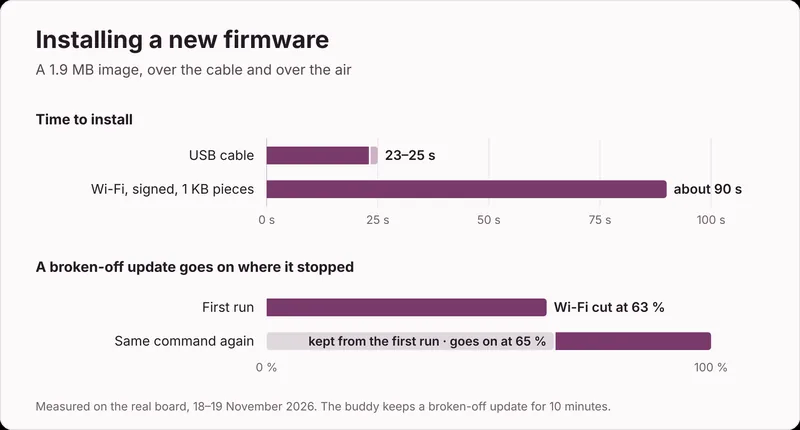 Installing a new firmware
A 1.9 MB image, over the cable and over the air
Time to install
USB cable
23–25 s
Wi-Fi, signed, 1 KB pieces
about 90 s
0 s
25 s
50 s
75 s
100 s
A broken-off update goes on where it stopped
First run
Wi-Fi cut at 63 %
Same command again
kept from the first run · goes on at 65 %
0 %
100 %
Measured on the real board, 18–19 November 2026. The buddy keeps a broken-off update for 10 minutes.